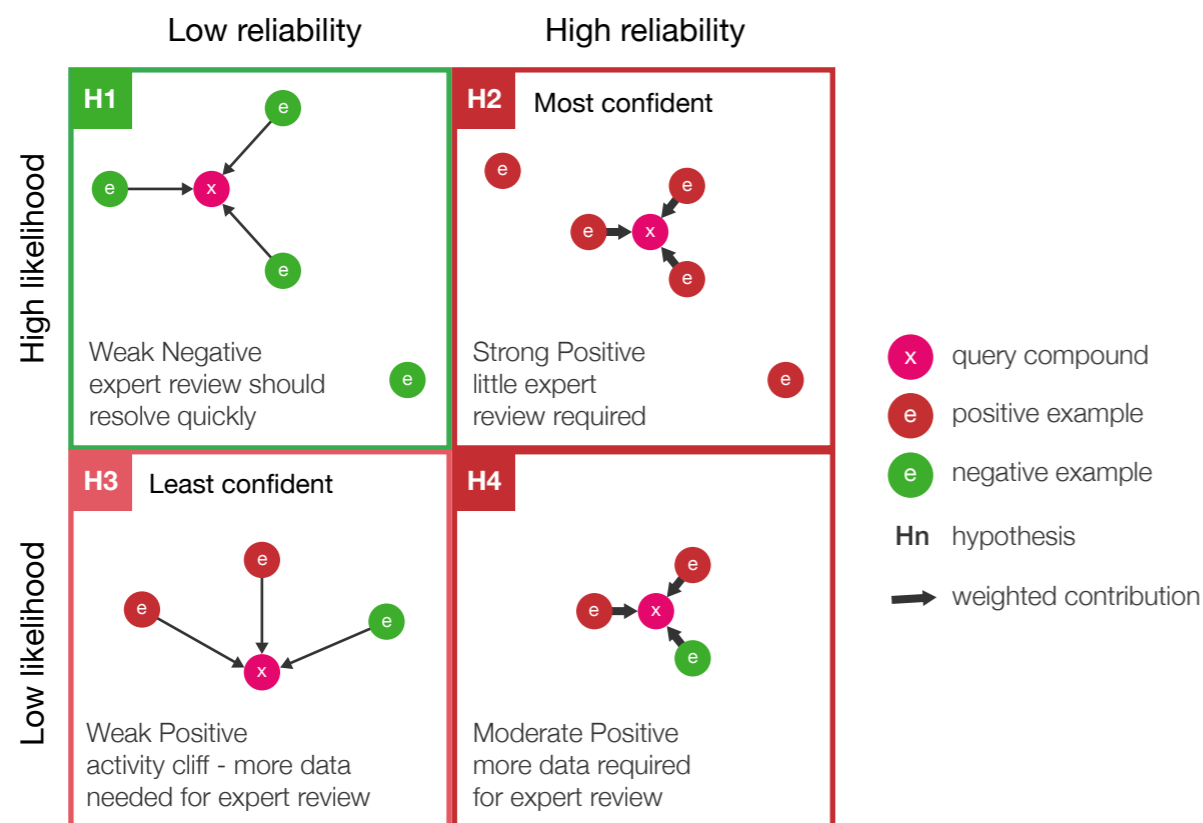 Low reliability
High reliability
High likelihood
H1
e
e
x
e
e
Weak Negative
expert review should
resolve quickly
H2
Most confident
e
e
e
x
e
e
Strong Positive
little expert
review required
Low likelihood
H3
Least confident
e
e
e
x
Weak Positive
activity cliff - more data
needed for expert review
H4
e
e
x
e
Moderate Positive
more data required
for expert review
x query compound
e positive example
e negative example
Hn hypothesis
weighted contribution